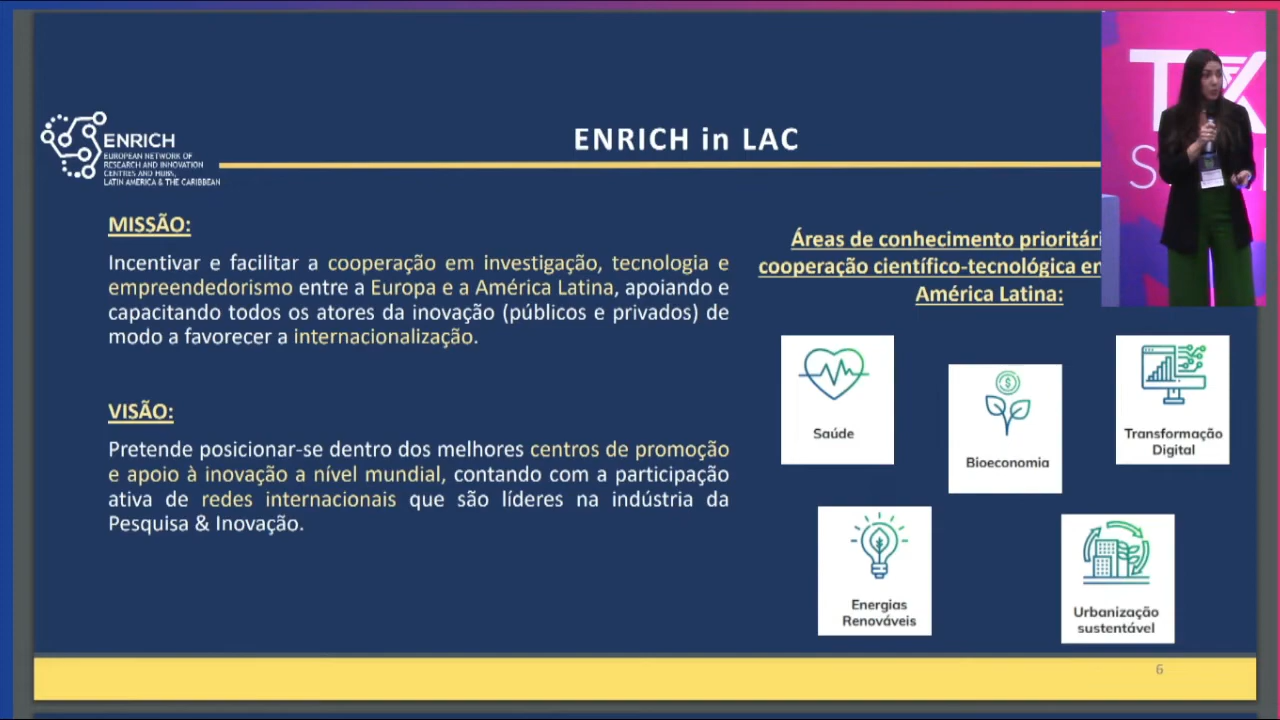 ENRICH
EUROPEAN NETWORK OF
RESEARCH AND INNOVATION
CENTRES AND HUBS,
LATIN AMERICA & THE CARIBBEAN
ENRICH in LAC
MISSÃO:
Incentivar e facilitar a cooperação em investigação, tecnologia e
empreendedorismo entre a Europa e a América Latina, apoiando e
capacitando todos os atores da inovação (públicos e privados) de
modo a favorecer a internacionalização.
VISÃO:
Pretende posicionar-se dentro dos melhores centros de promoção
e apoio à inovação a nível mundial, contando com a participação
ativa de redes internacionais que são líderes na indústria da
Pesquisa & Inovação.
Áreas de conhecimento
cooperação científico-tecnológica
América Latina:
Saúde
Bioeconomia
Transformação
Digital
Energias
Renováveis
Urbanização
sustentável
6